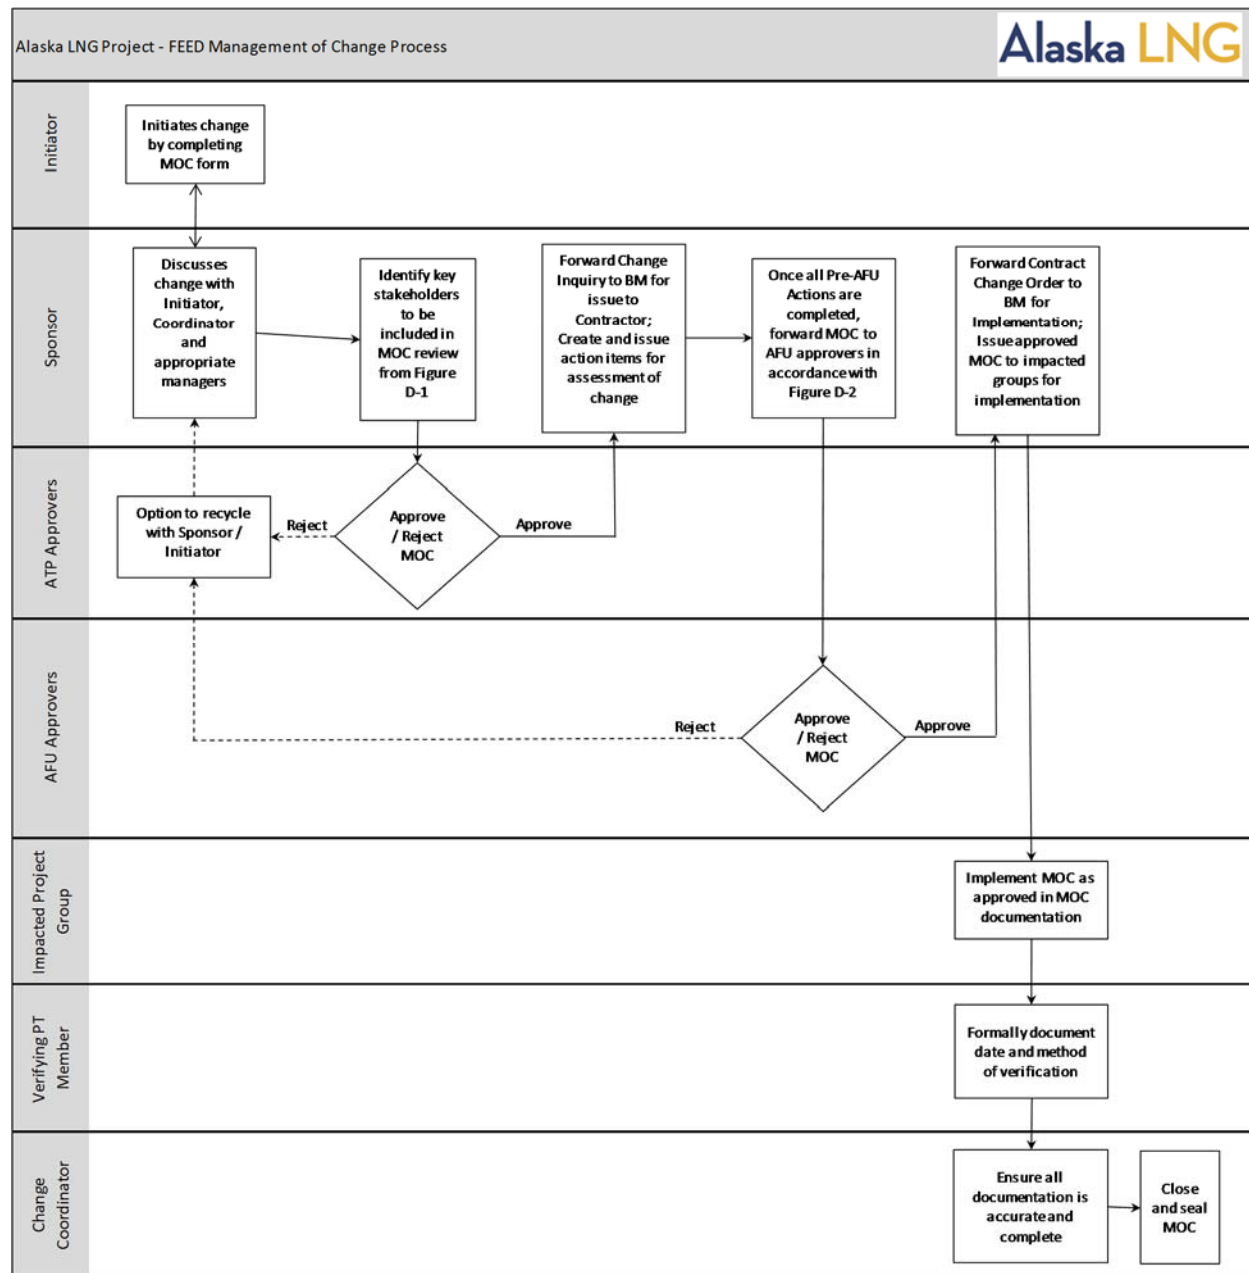 Alaska LNG Project - FEED Management of Change Process
Alaska LNG
Initiator
Initiates change
by completing
MOC form
Sponsor
Discusses
change with
Initiator,
Coordinator
and
appropriate
managers
Identify key
stakeholders
to be
included in
MOC review
from Figure
D-1
Forward Change
Inquiry to BM for
issue to
Contractor;
Create and issue
action items for
assessment of
change
Once all Pre-AFU
Actions are
completed,
forward MOC to
AFU approvers in
accordance with
Figure D-2
Forward Contract
Change Order to
BM for
Implementation;
Issue approved
MOC to impacted
groups for
implementation
ATP Approvers
Option to recycle
with Sponsor /
Initiator
Reject
Approve
/ Reject
MOC
Approve
AFU Approvers
Reject
Approve
/ Reject
MOC
Approve
Impacted Project
Group
Implement MOC as
approved in MOC
documentation
Verifying PT
Member
Formally document
date and method
of verification
Change
Coordinator
Ensure all
documentation is
accurate and
complete
Close
and seal
MOC